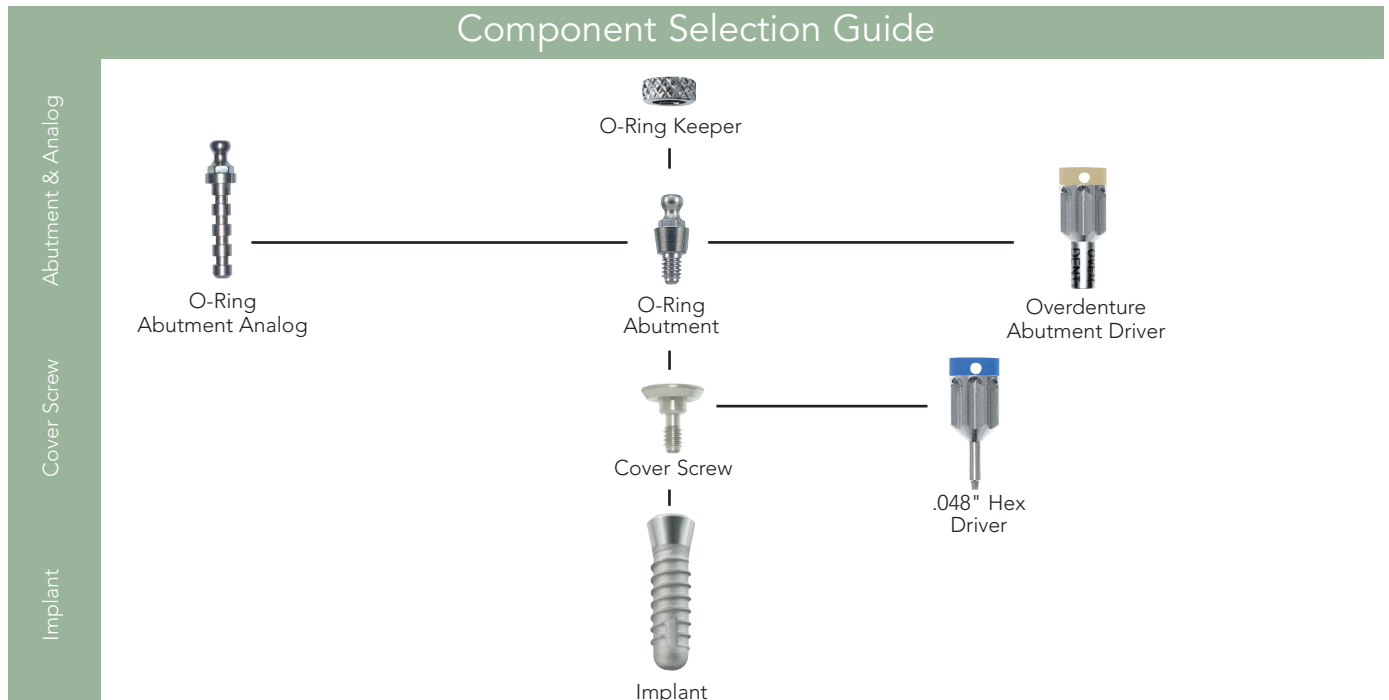 Component Selection Guide
Abutment & Analog
O-Ring Keeper
O-Ring
Abutment Analog
O-Ring
Abutment
Overdenture
Abutment Driver
DENT
Cover Screw
Cover Screw
.048" Hex
Driver
Implant
Implant